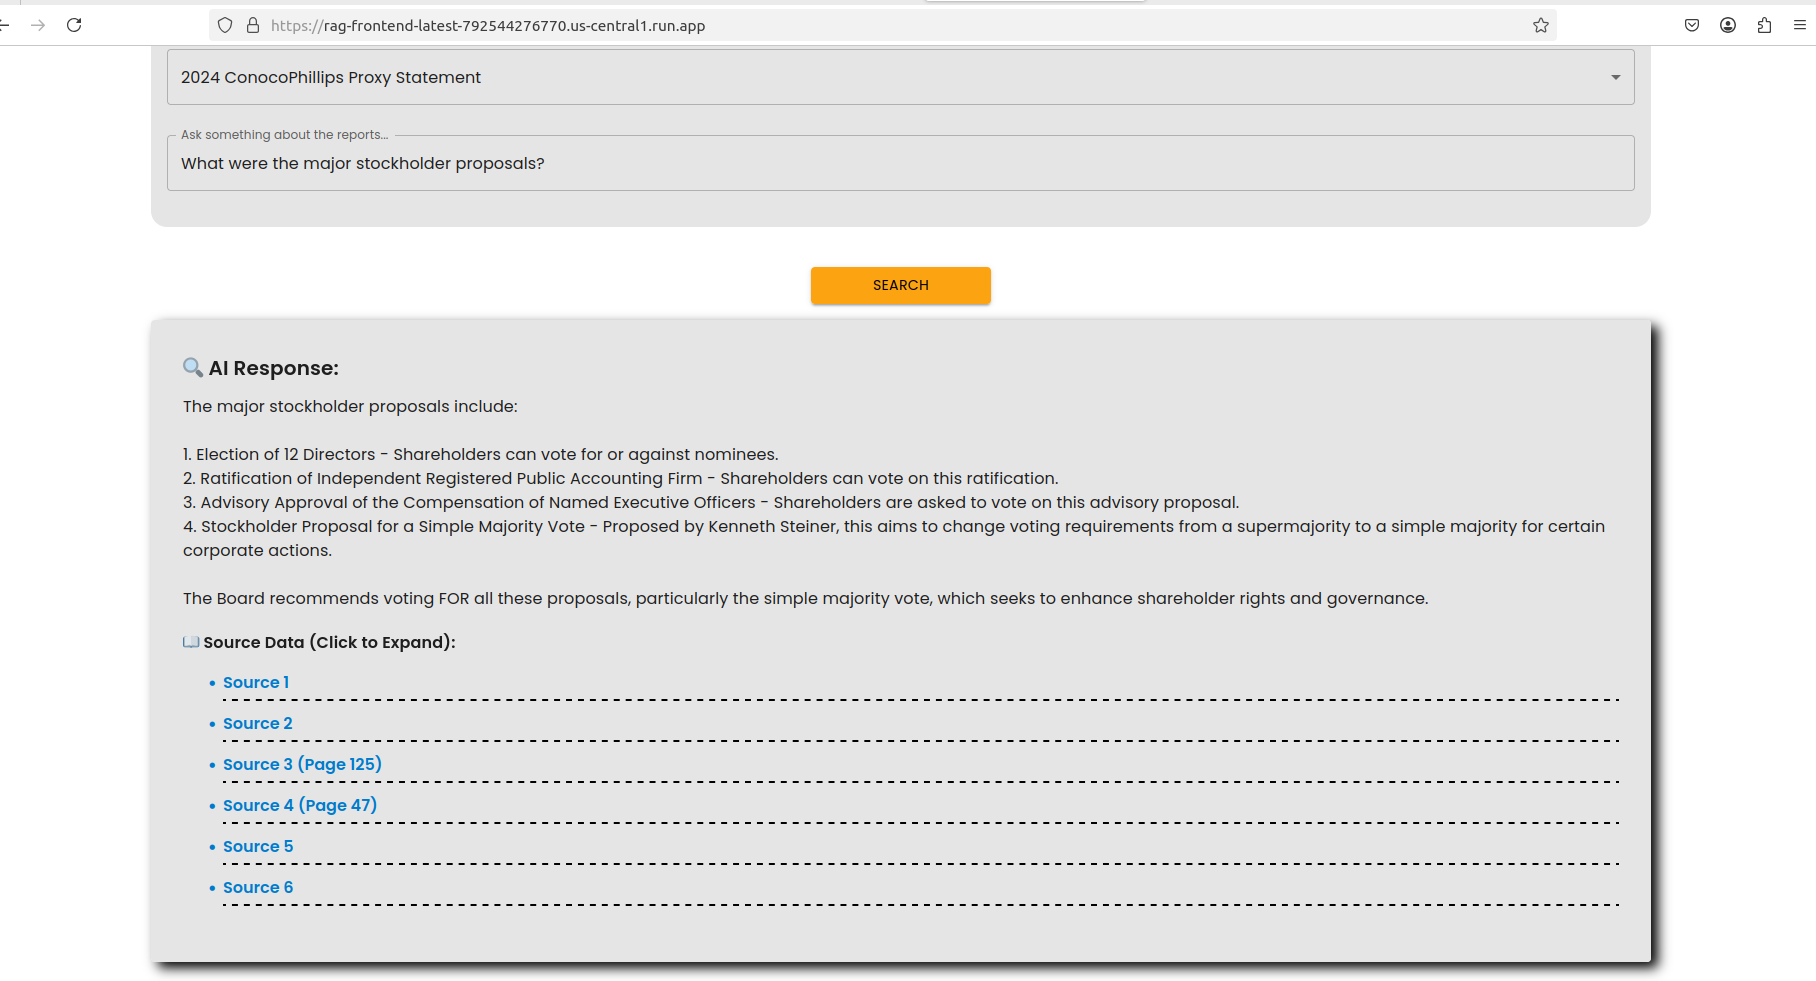 https://rag-frontend-latest-792544276770.us-central1.run.app
2024 ConocoPhillips Proxy Statement
Ask something about the reports...
What were the major stockholder proposals?
SEARCH
🔍 AI Response:
The major stockholder proposals include:
1. Election of 12 Directors - Shareholders can vote for or against nominees.
2. Ratification of Independent Registered Public Accounting Firm - Shareholders can vote on this ratification.
3. Advisory Approval of the Compensation of Named Executive Officers - Shareholders are asked to vote on this advisory proposal.
4. Stockholder Proposal for a Simple Majority Vote - Proposed by Kenneth Steiner, this aims to change voting requirements from a supermajority to a simple majority for certain
corporate actions.
The Board recommends voting FOR all these proposals, particularly the simple majority vote, which seeks to enhance shareholder rights and governance.
📖 Source Data (Click to Expand):
• Source 1
• Source 2
• Source 3 (Page 125)
• Source 4 (Page 47)
• Source 5
• Source 6